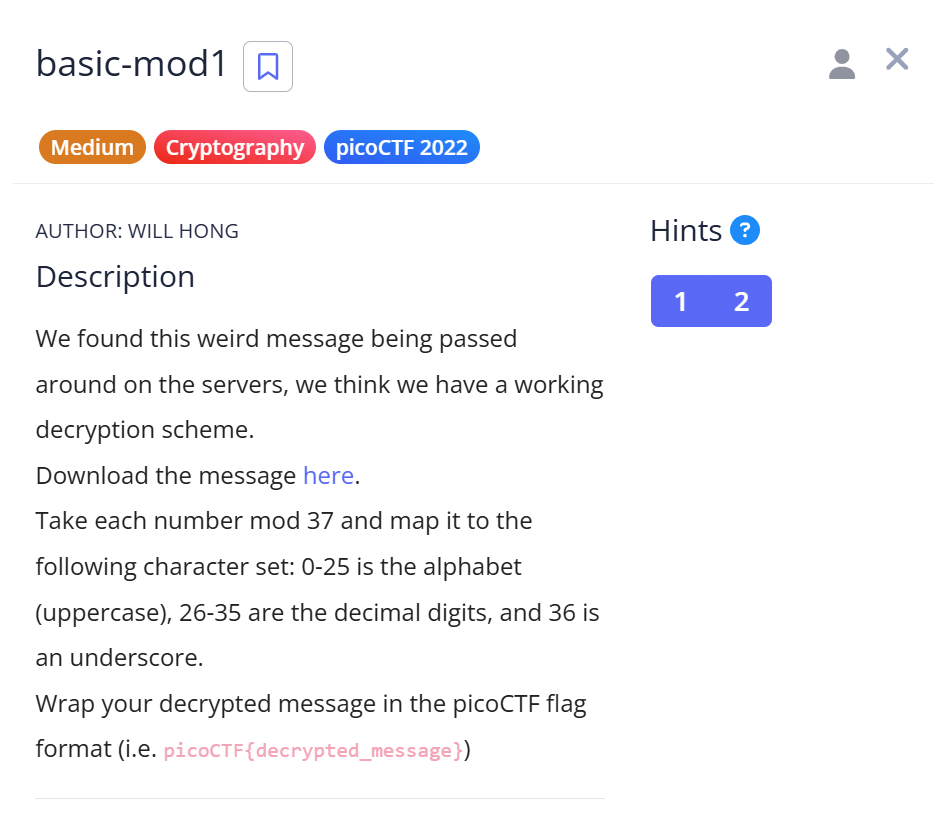 basic-mod1
Medium Cryptography picoCTF 2022
AUTHOR: WILL HONG
Description
We found this weird message being passed
around on the servers, we think we have a working
decryption scheme.
Download the message here.
Take each number mod 37 and map it to the
following character set: 0-25 is the alphabet
(uppercase), 26-35 are the decimal digits, and 36 is
an underscore.
Wrap your decrypted message in the picoCTF flag
format (i.e. picoCTF{decrypted_message})
Hints ?
1 2